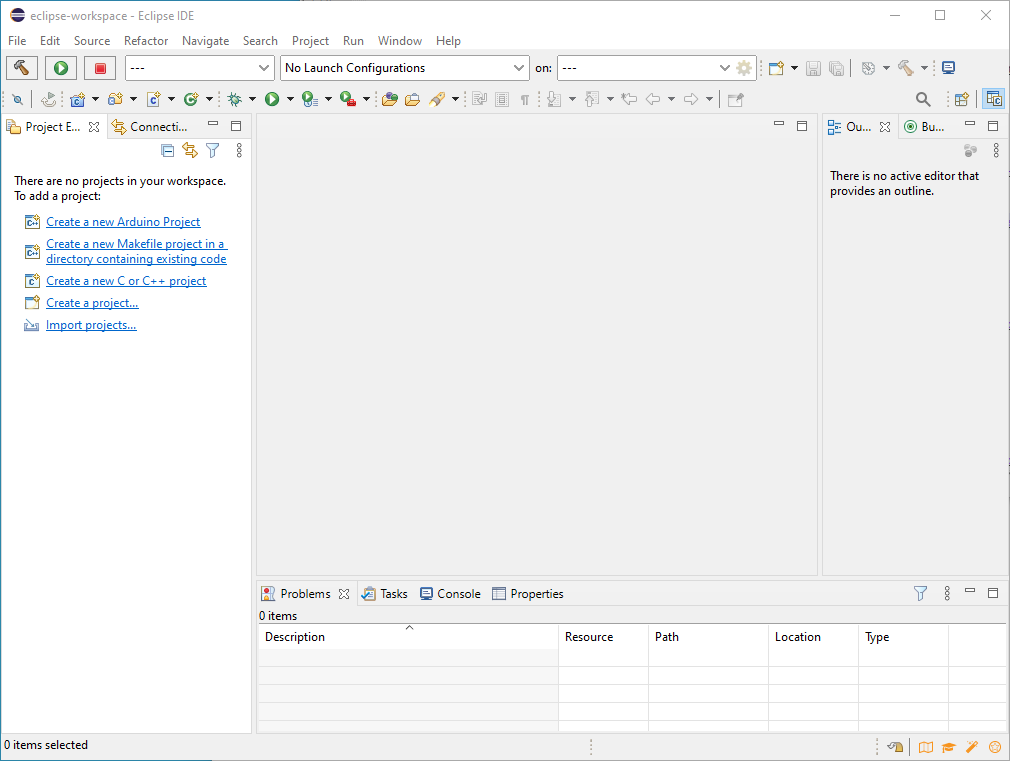 eclipse-workspace - Eclipse IDE
File Edit Source Refactor Navigate Search Project Run Window Help
--- No Launch Configurations on: ---
Project E... Connecti... Ou... Bu...
There are no projects in your workspace.
To add a project:
Create a new Arduino Project
Create a new Makefile project in a
directory containing existing code
Create a new C or C++ project
Create a project...
Import projects...
There is no active editor that
provides an outline.
Problems Tasks Console Properties
0 items
Description Resource Path Location Type
0 items selected